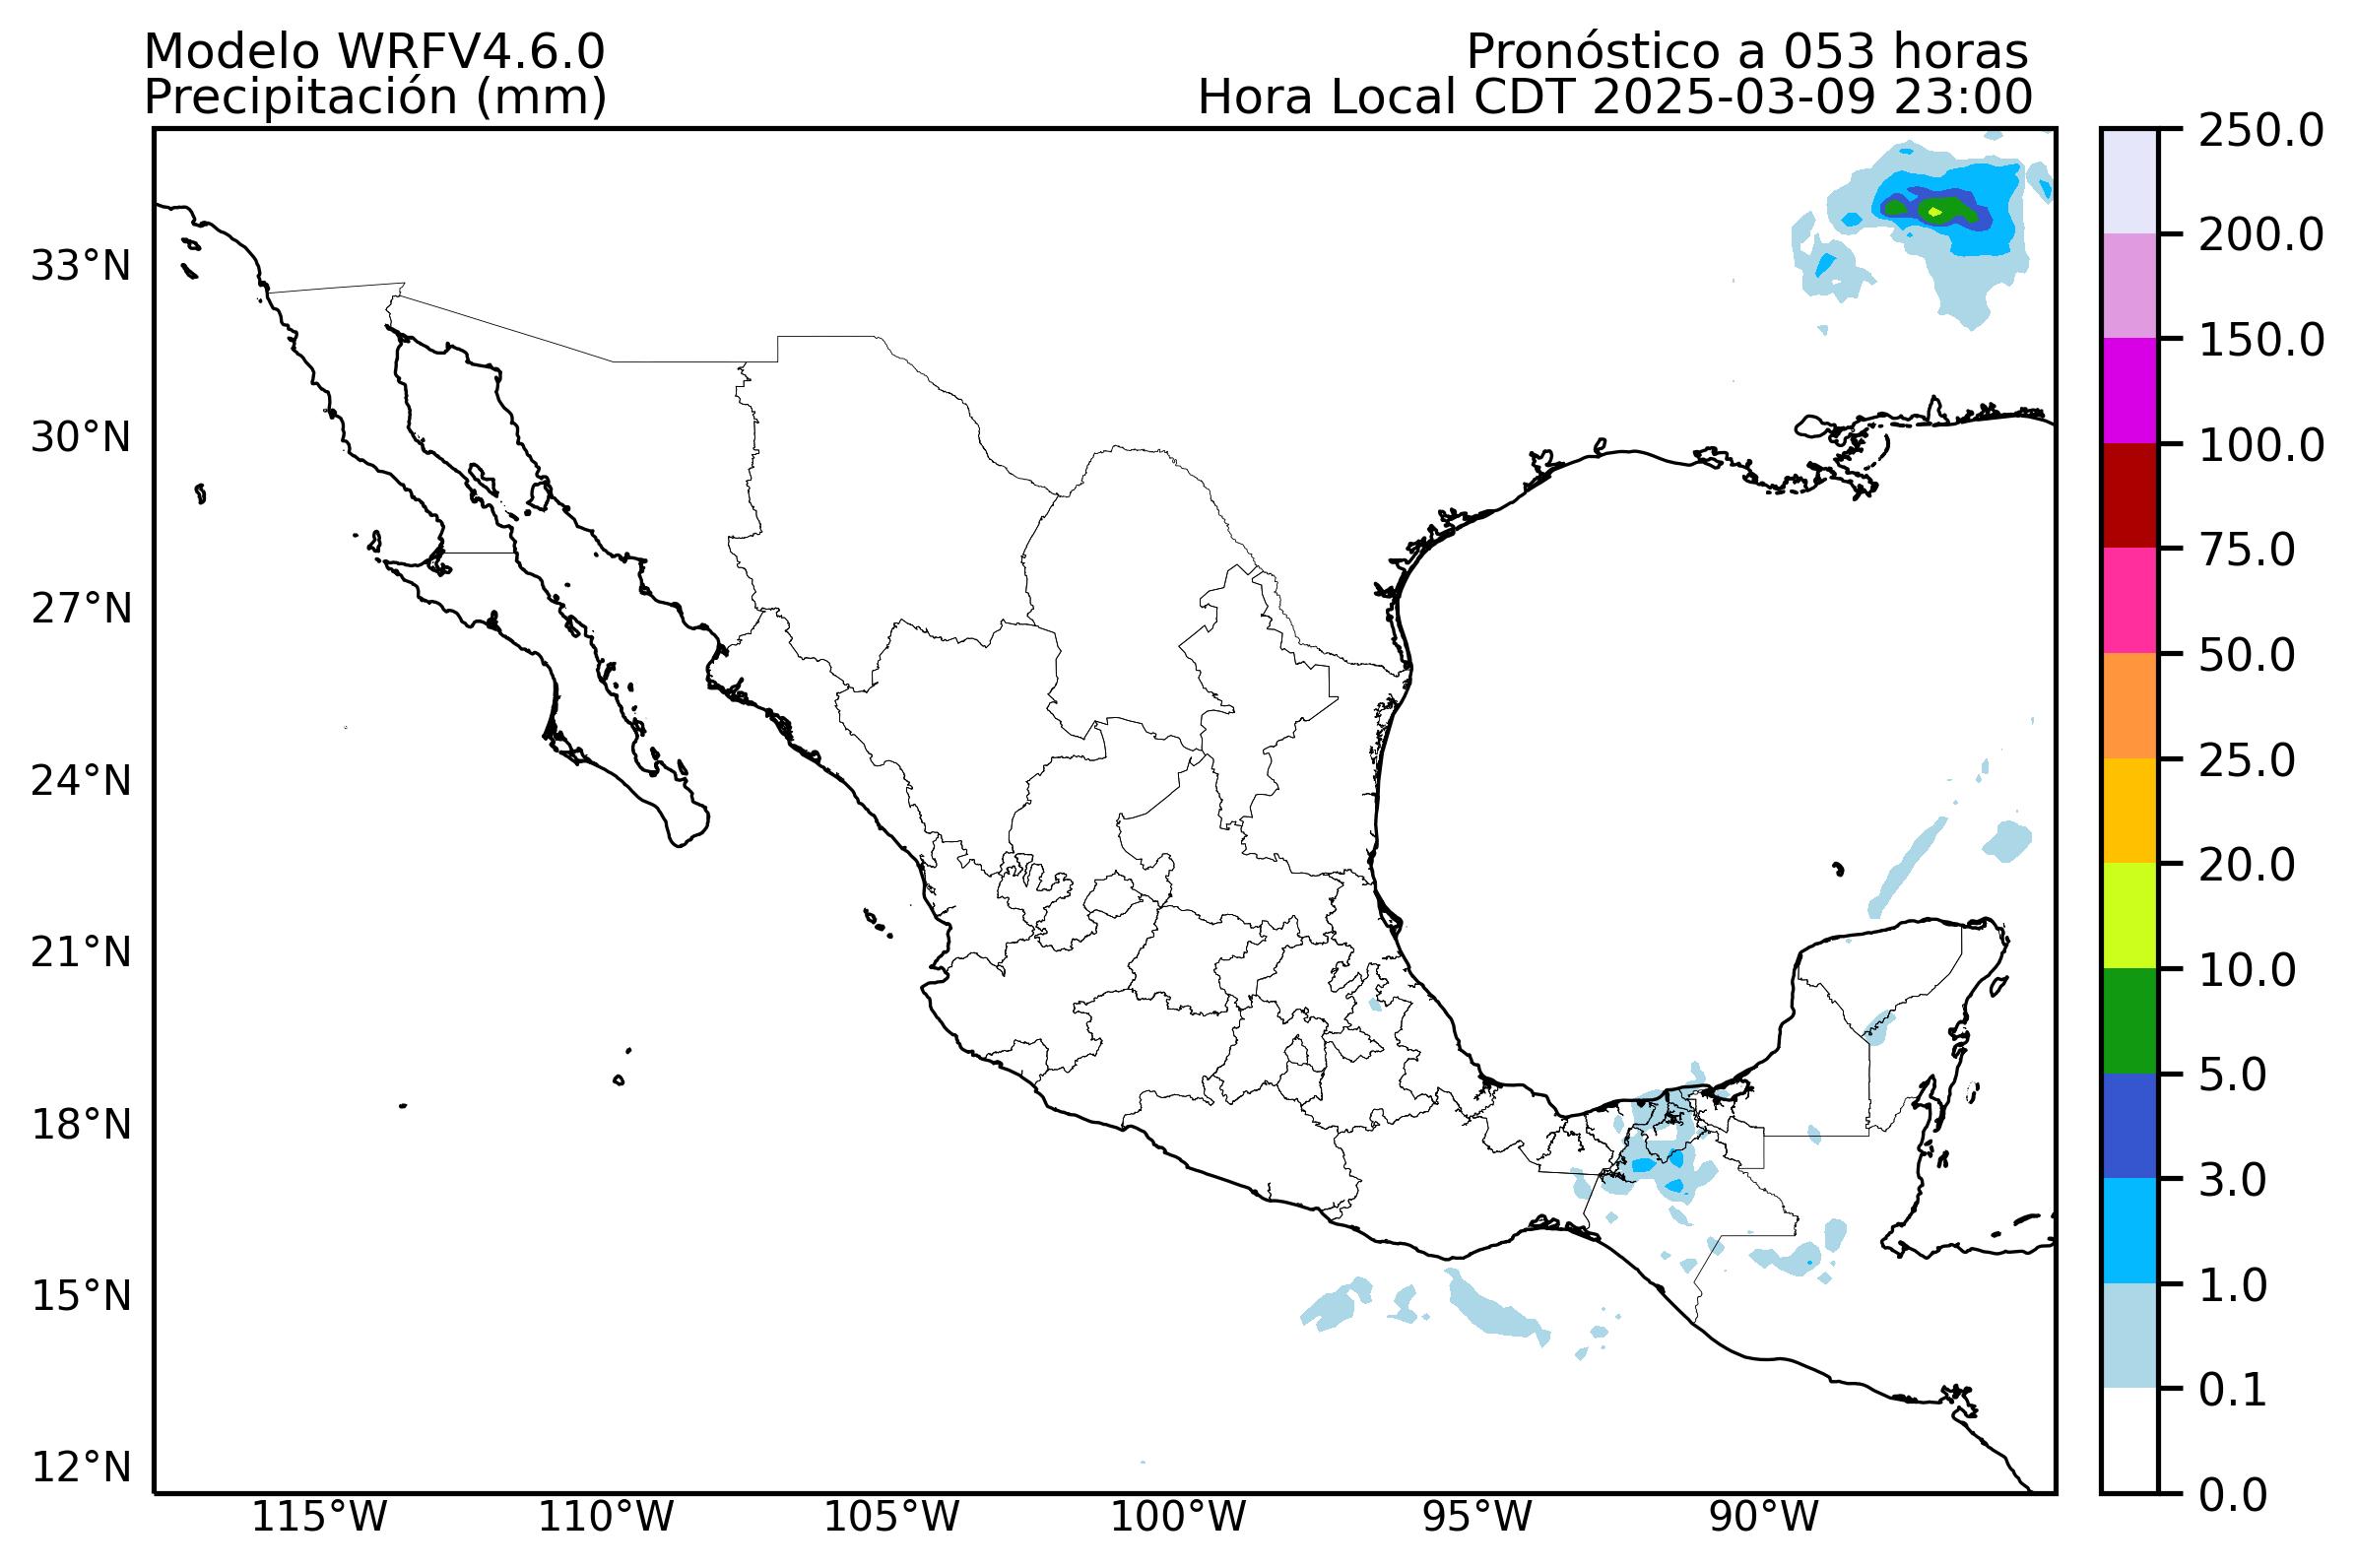 Modelo WRFV4.6.0
Precipitación (mm)
Pronóstico a 053 horas
Hora Local CDT 2025-03-09 23:00
33°N
30°N
27°N
24°N
21°N
18°N
15°N
12°N
115°W
110°W
105°W
100°W
95°W
90°W
250.0
200.0
150.0
100.0
75.0
50.0
25.0
20.0
10.0
5.0
3.0
1.0
0.1
0.0